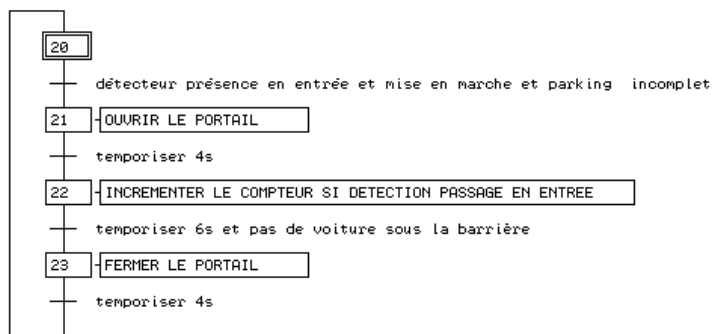 20
détecteur présence en entrée et mise en marche et parking incomplet
21 OUVRIR LE PORTAIL
temporiser 4s
22 INCREMENTER LE COMPTEUR SI DETECTION PASSAGE EN ENTREE
temporiser 6s et pas de voiture sous la barrière
23 FERMER LE PORTAIL
temporiser 4s